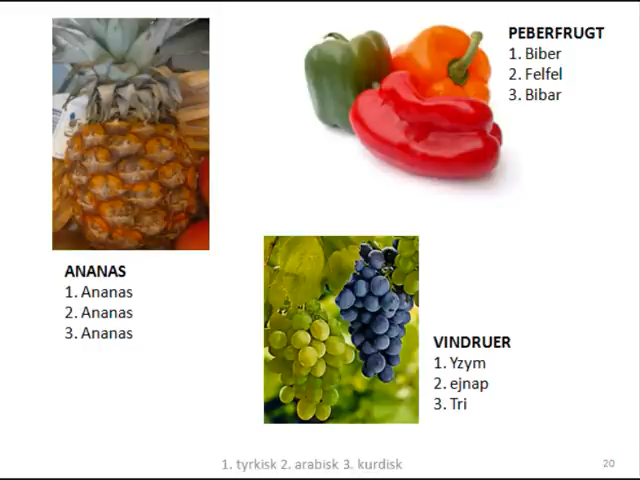 PEBERFRUGT
1. Biber
2. Felfel
3. Bibar
ANANAS
1. Ananas
2. Ananas
3. Ananas
VINDRUER
1. Yzym
2. ejnap
3. Tri
1. tyrkisk 2. arabisk 3. kurdisk
20